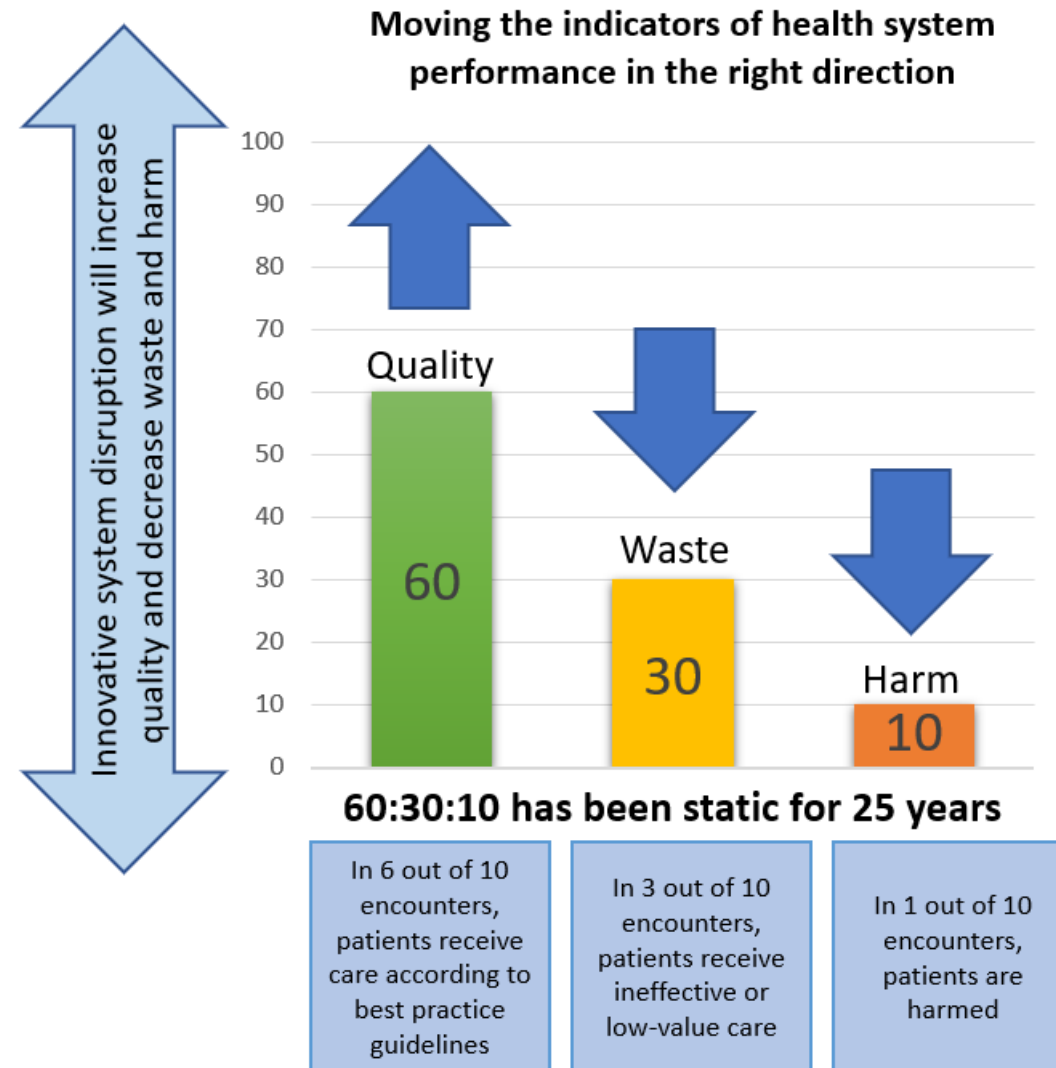 Moving the indicators of health system
performance in the right direction
Innovative system disruption will increase
quality and decrease waste and harm
100
90
80
70
60
50
40
30
20
10
0
Quality
60
Waste
30
Harm
10
60:30:10 has been static for 25 years
In 6 out of 10
encounters,
patients receive
care according to
best practice
guidelines
In 3 out of 10
encounters,
patients receive
ineffective or
low-value care
In 1 out of 10
encounters,
patients are
harmed